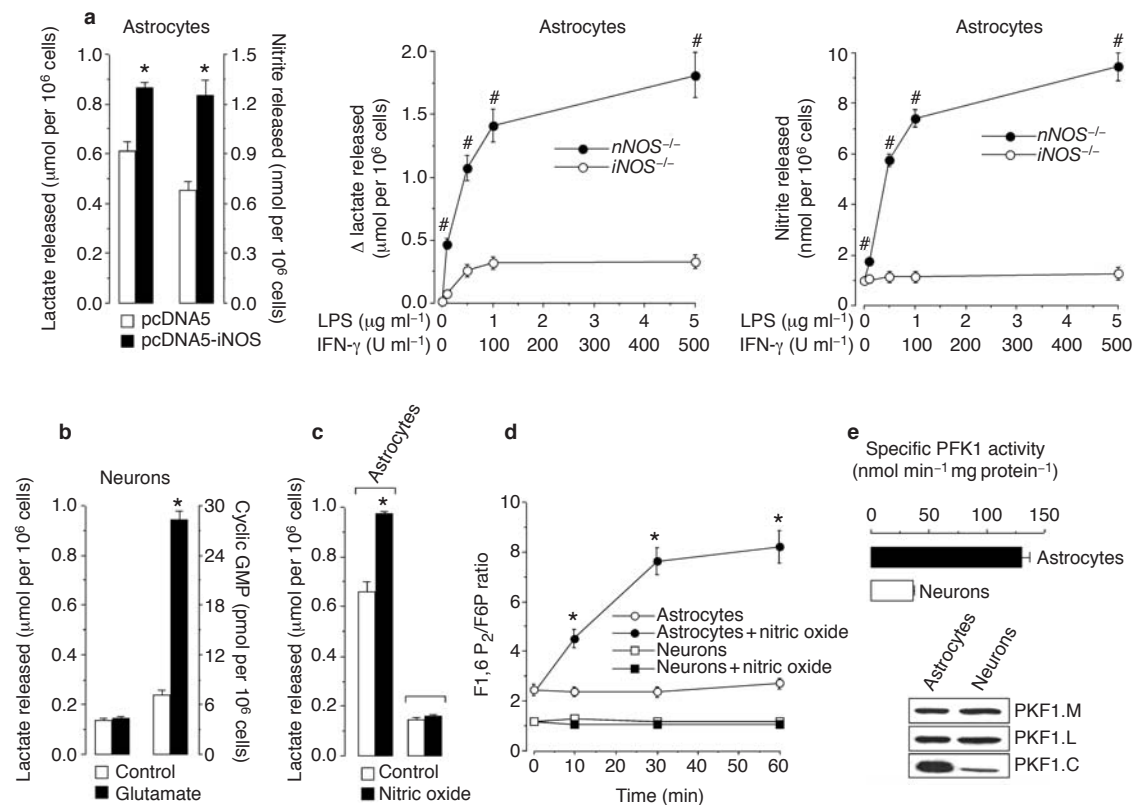 a
Astrocytes
Lactate released (μmol per 10⁶ cells)
1.0
0.8
0.6
0.4
0.2
0.0
*
*
1.5
1.2
0.9
0.6
0.3
0.0
Nitrite released (nmol per 10⁶ cells)
pcDNA5
pcDNA5-iNOS
Astrocytes
Δ lactate released
(μmol per 10⁶ cells)
2.0
1.5
1.0
0.5
0.0
#
#
#
#
#
nNOS⁻/⁻
iNOS⁻/⁻
LPS (μg ml⁻¹) 0 1 2 3 4 5
IFN-γ (U ml⁻¹) 0 100 200 300 400 500
Astrocytes
Nitrite released
(nmol per 10⁶ cells)
10
8
6
4
2
0
#
#
#
#
#
nNOS⁻/⁻
iNOS⁻/⁻
LPS (μg ml⁻¹) 0 1 2 3 4 5
IFN-γ (U ml⁻¹) 0 100 200 300 400 500
b
Neurons
Lactate released (μmol per 10⁶ cells)
1.0
0.8
0.6
0.4
0.2
0.0
*
30
24
18
12
6
0
Cyclic GMP (pmol per 10⁶ cells)
Control
Glutamate
c
Astrocytes
Lactate released (μmol per 10⁶ cells)
1.0
0.8
0.6
0.4
0.2
0.0
*
Control
Nitric oxide
d
F1,6 P₂/F6P ratio
10
8
6
4
2
0
*
*
*
Astrocytes
Astrocytes + nitric oxide
Neurons
Neurons + nitric oxide
0 10 20 30 40 50 60
Time (min)
e
Specific PFK1 activity
(nmol min⁻¹ mg protein⁻¹)
0 50 100 150
Astrocytes
Neurons
Astrocytes Neurons
PKF1.M
PKF1.L
PKF1.C